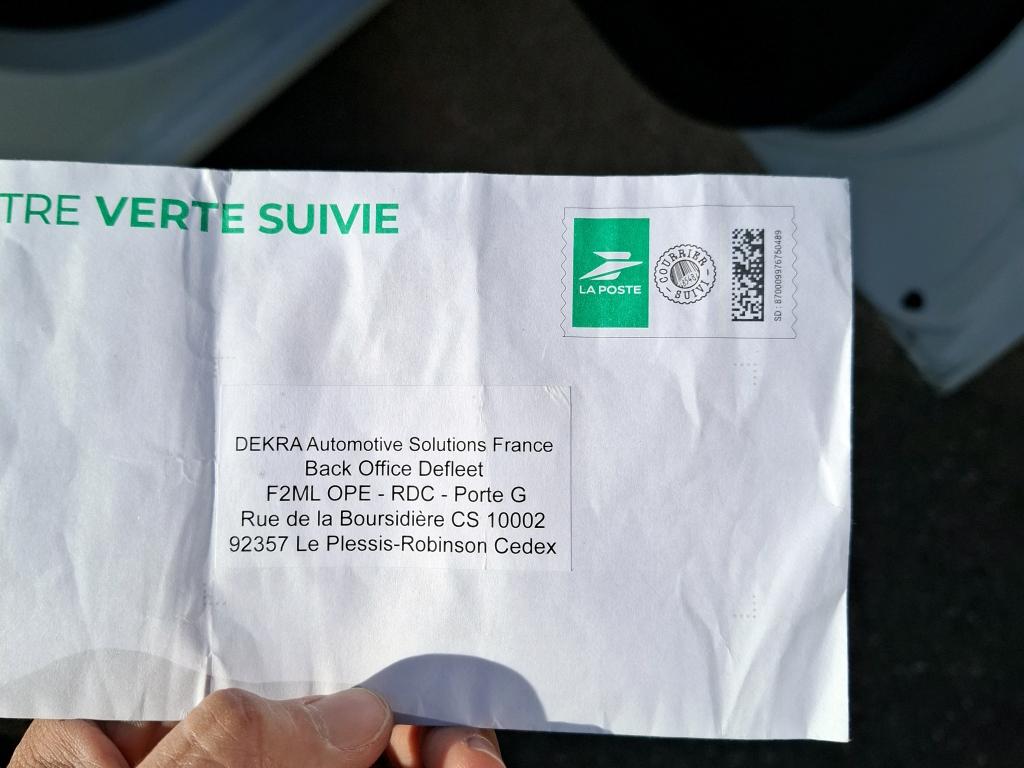 TRE VERTE SUIVIE
LA POSTE
COURRIER SUIVI
SD : 87000997675O489
DEKRA Automotive Solutions France
Back Office Defleet
F2ML OPE - RDC - Porte G
Rue de la Boursidière CS 10002
92357 Le Plessis-Robinson Cedex